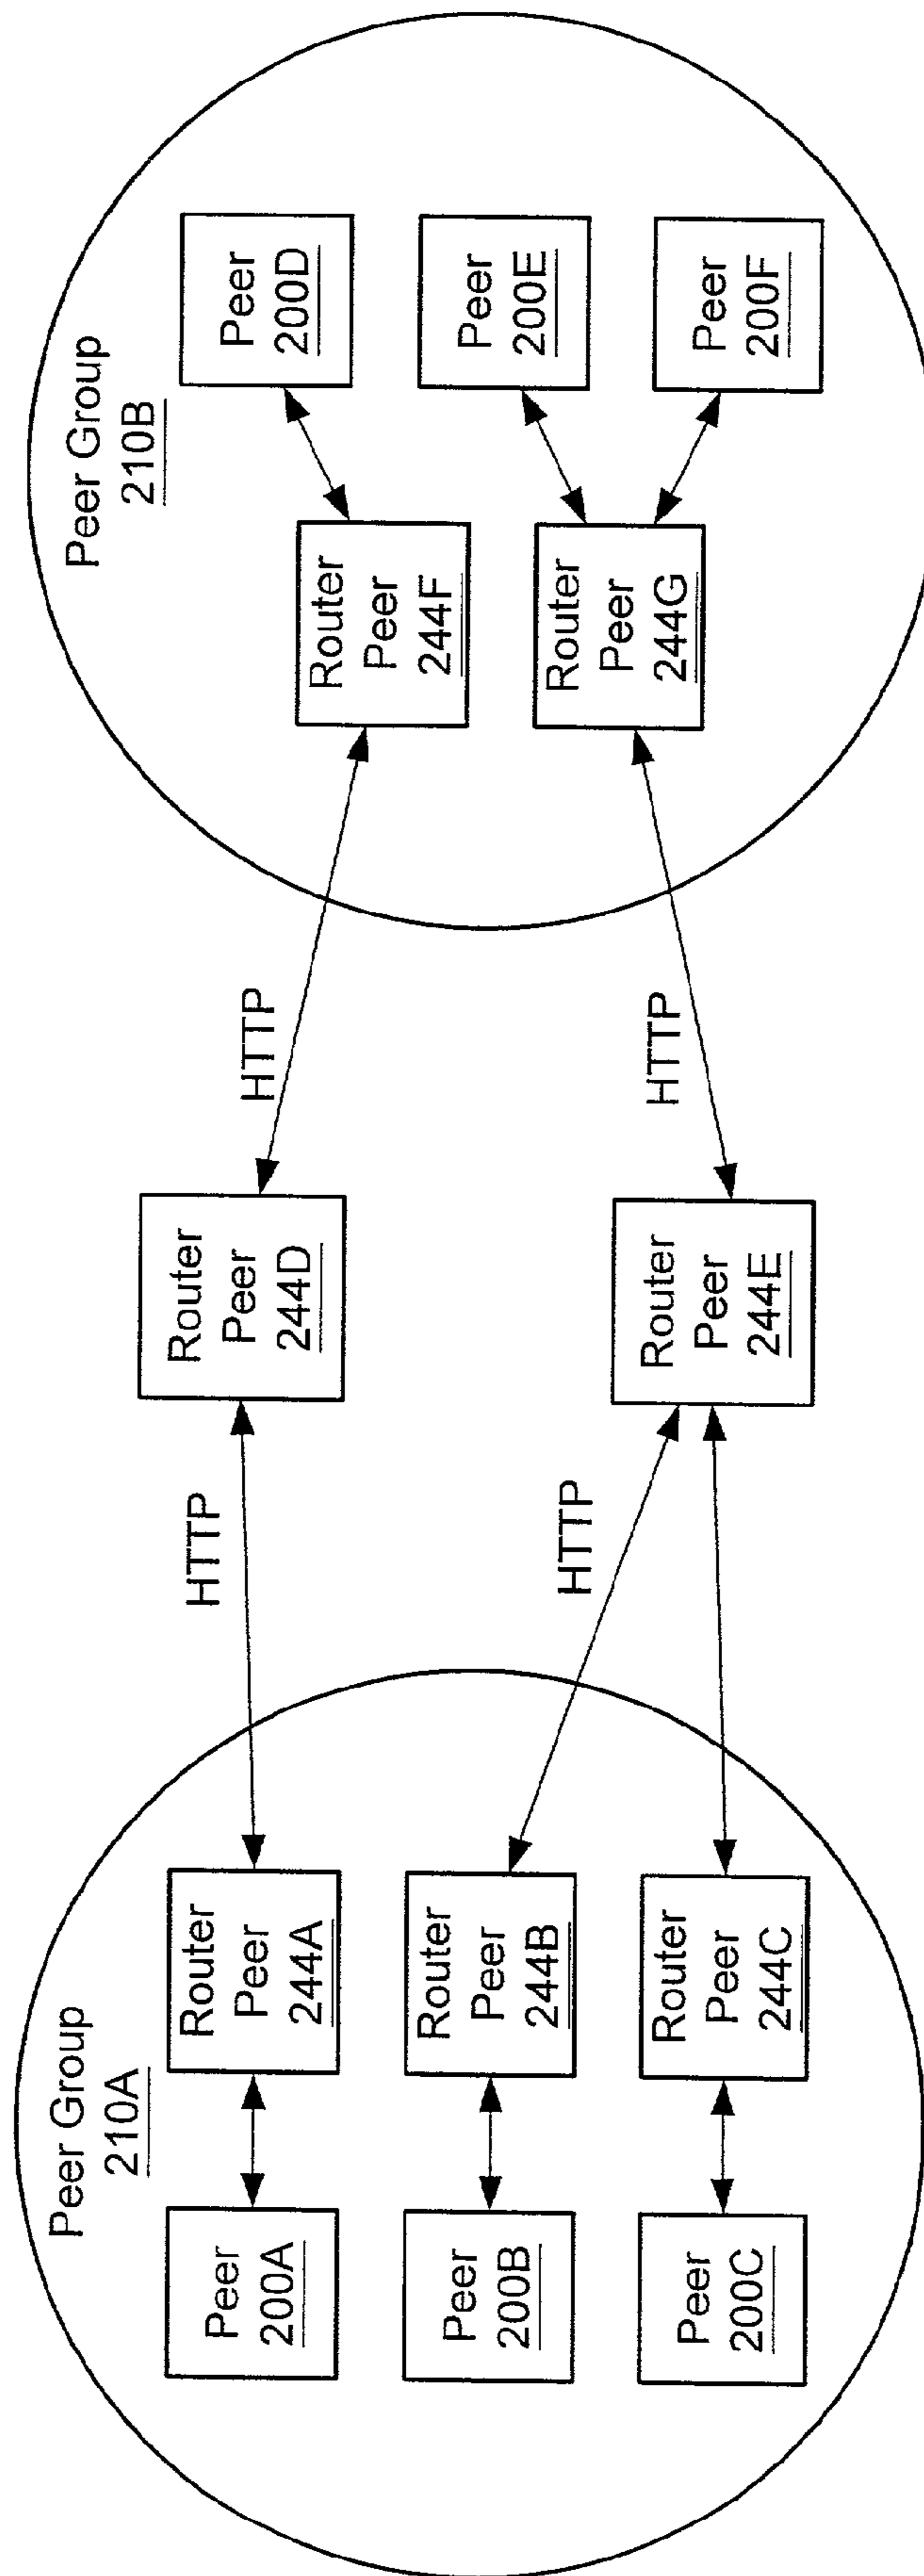 Peer Group
210A
Peer
200A
Router
Peer
244A
Peer
200B
Router
Peer
244B
Peer
200C
Router
Peer
244C
HTTP
HTTP
Router
Peer
244D
Router
Peer
244E
HTTP
HTTP
Peer Group
210B
Router
Peer
244F
Router
Peer
244G
Peer
200D
Peer
200E
Peer
200F